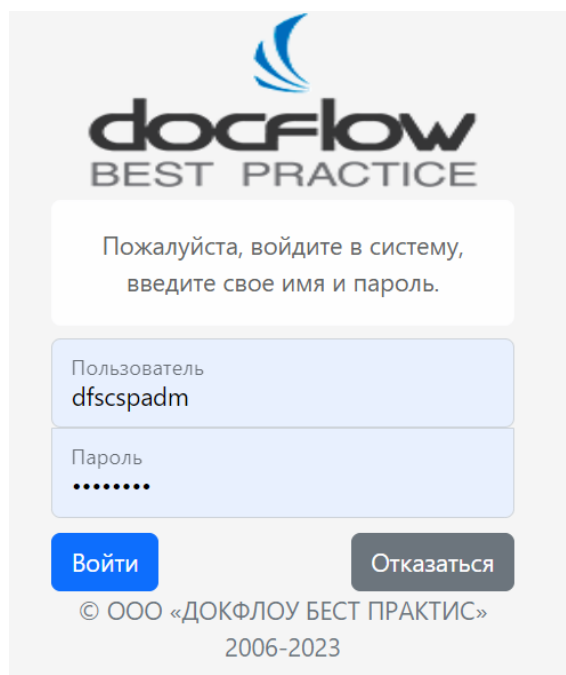 docflow
BEST PRACTICE
Пожалуйста, войдите в систему,
введите свое имя и пароль.
Пользователь
dfscspadm
Пароль
••••••••
Войти
Отказаться
© ООО «ДОКФЛОУ БЕСТ ПРАКТИС»
2006-2023